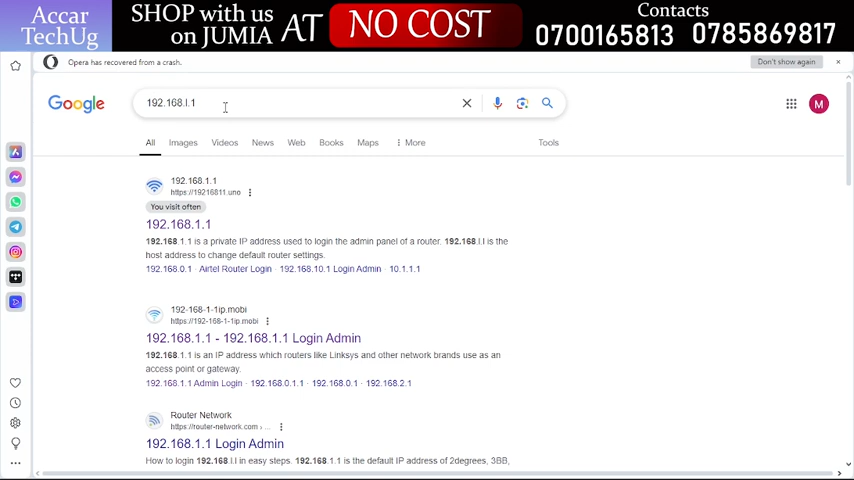 Accar
TechUg
SHOP with us
on JUMIA AT
NO COST
Contacts
0700165813 0785869817
Opera has recovered from a crash.
Don't show again
Google
192.168.l.1
M
All Images Videos News Web Books Maps More Tools
192.168.1.1
https://19216811.uno
You visit often
192.168.1.1
192.168.1.1 is a private IP address used to login the admin panel of a router. 192.168.l.l is the
host address to change default router settings.
192.168.0.1 · Airtel Router Login · 192.168.10.1 Login Admin · 10.1.1.1
192-168-1-1ip.mobi
https://192-168-1-1ip.mobi
192.168.1.1 - 192.168.1.1 Login Admin
192.168.1.1 is an IP address which routers like Linksys and other network brands use as an
access point or gateway.
192.168.1.1 Admin Login · 192.168.0.1.1 · 192.168.0.1 · 192.168.2.1
Router Network
https://router-network.com › ...
192.168.1.1 Login Admin
How to login 192.168.l.l in easy steps. 192.168.1.1 is the default IP address of 2degrees, 3BB,